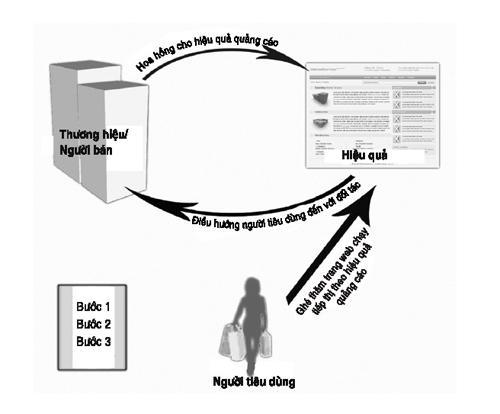 Hoa hồng cho hiệu quả quảng cáo
Thương hiệu/
Người bán
Hiệu quả
Điều hướng người tiêu dùng đến với đối tác
Ghé thăm trang web chạy
tiếp thị theo hiệu quả
quảng cáo
Bước 1
Bước 2
Bước 3
Người tiêu dùng